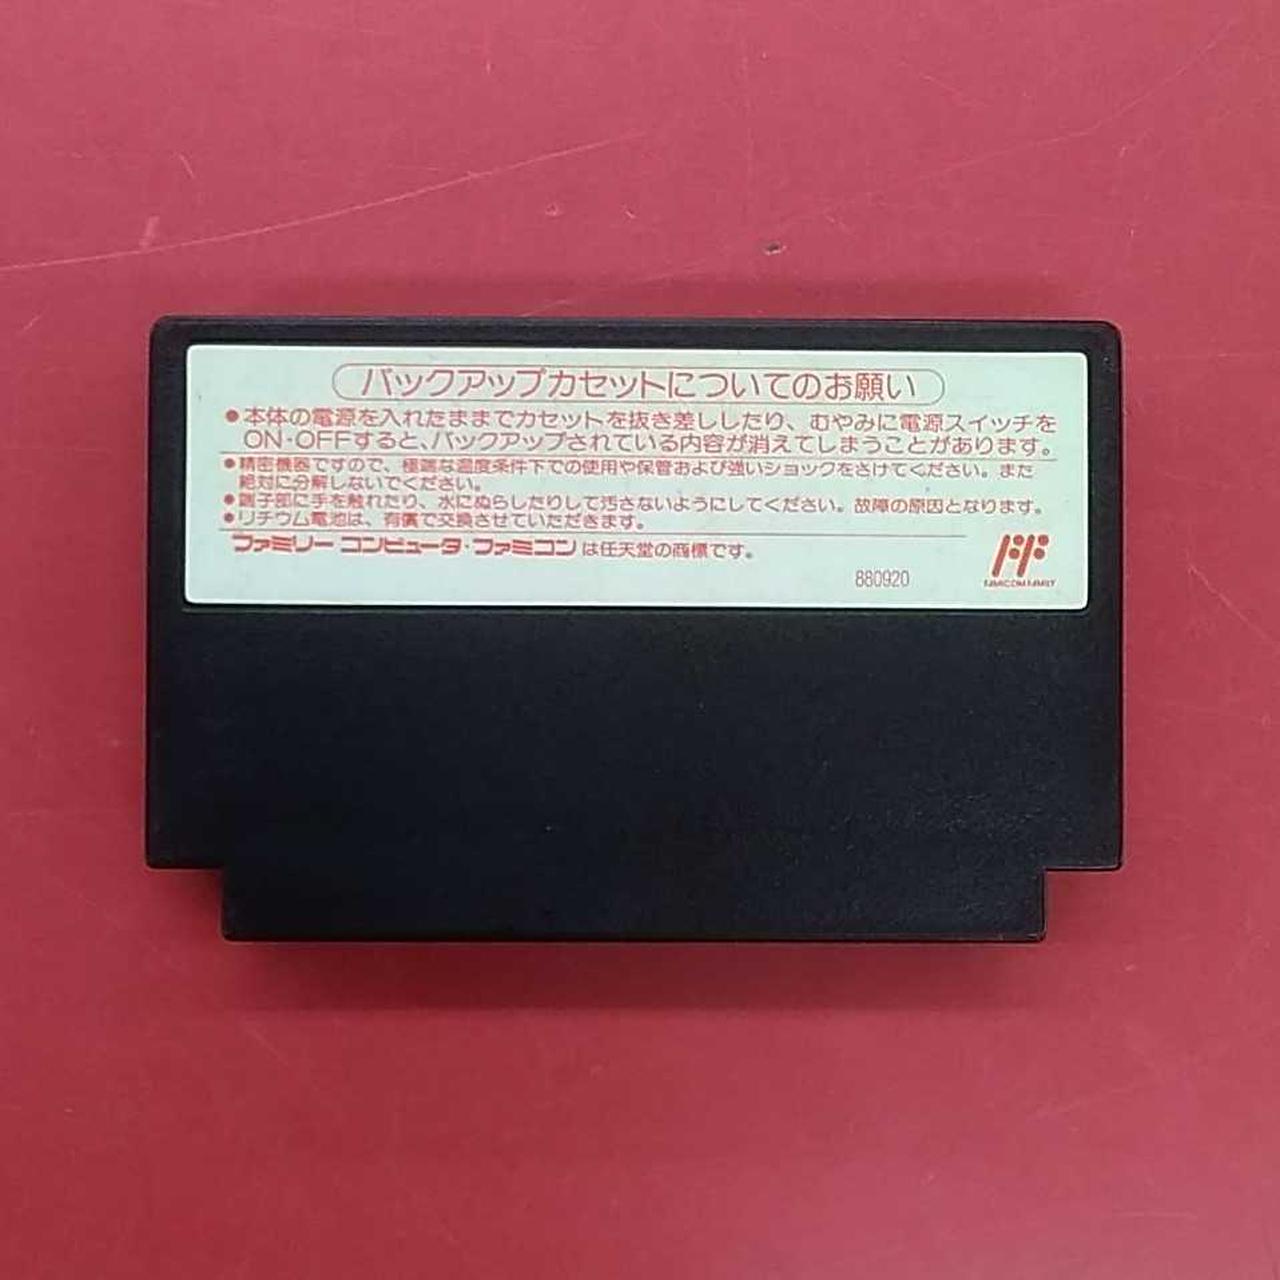 バックアップカセットについてのお願い
●本体の電源を入れたままでカセットを抜き差ししたり、むやみに電源スイッチを
ON・OFFすると、バックアップされている内容が消えてしまうことがあります。
●精密機器ですので、極端な温度条件下での使用や保管および強いショックをさけてください。また
絶対に分解しないでください。
●端子部に手を触れたり、水にぬらしたりして汚さないようにしてください。故障の原因となります。
●リチウム電池は、有償で交換させていただきます。
ファミリーコンピュータ・ファミコンは任天堂の商標です。
880920
FAMICOM FAMILY